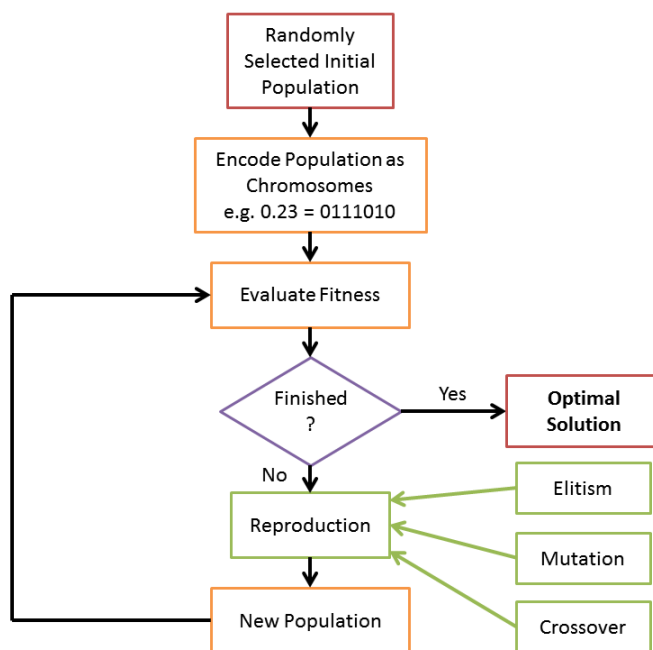 Randomly
Selected Initial
Population
Encode Population as
Chromosomes
e.g. 0.23 = 0111010
Evaluate Fitness
Finished
?
Yes
Optimal
Solution
No
Reproduction
Elitism
Mutation
Crossover
New Population